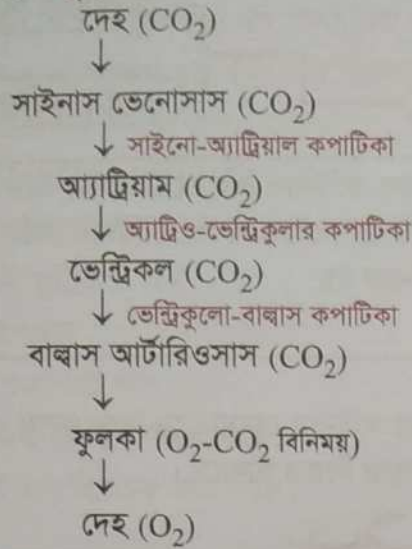 দেহ (CO₂)
↓
সাইনাস ভেনোসাস (CO₂)
↓ সাইনো-অ্যাট্রিয়াল কপাটিকা
অ্যাট্রিয়াম (CO₂)
↓ অ্যাট্রিও-ভেন্ট্রিকুলার কপাটিকা
ভেন্ট্রিকল (CO₂)
↓ ভেন্ট্রিকুলো-বাল্বাস কপাটিকা
বাল্বাস আর্টারিওসাস (CO₂)
↓
ফুলকা (O₂-CO₂ বিনিময়)
↓
দেহ (O₂)